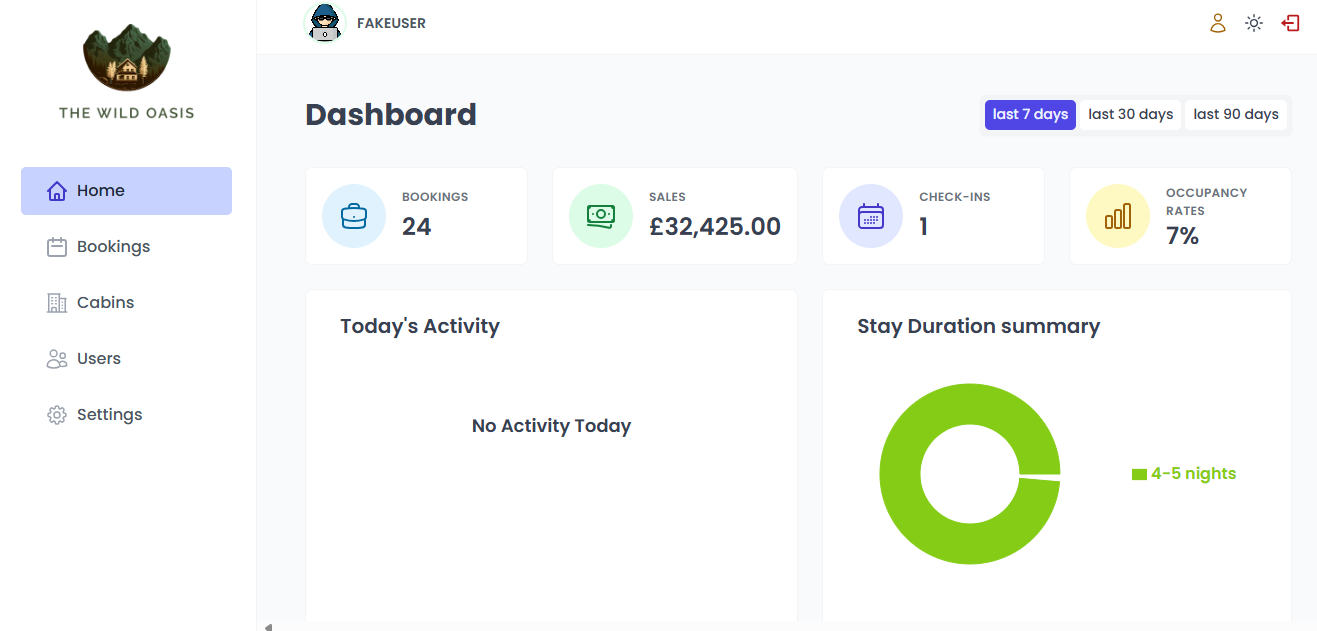 THE WILD OASIS
Home
Bookings
Cabins
Users
Settings
FAKEUSER
Dashboard
last 7 days
last 30 days
last 90 days
BOOKINGS
24
SALES
£32,425.00
CHECK-INS
1
OCCUPANCY
RATES
7%
Today's Activity
No Activity Today
Stay Duration summary
4-5 nights